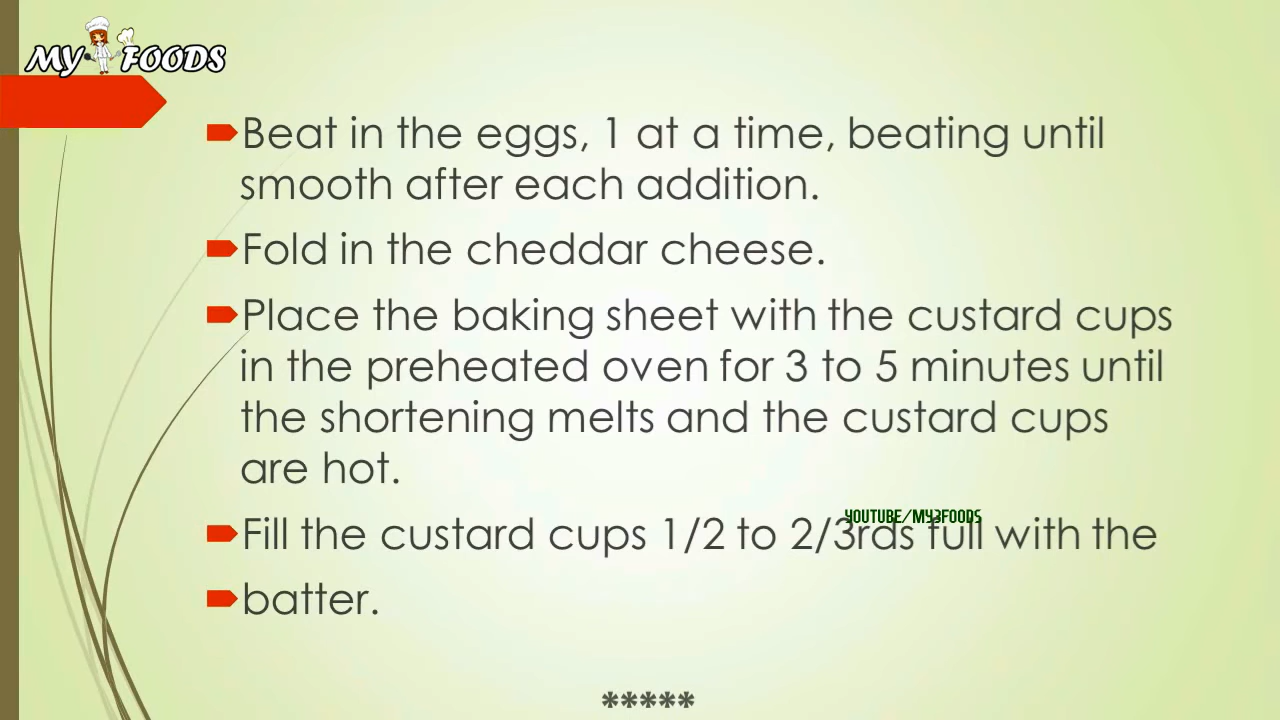 My Foods
Beat in the eggs, 1 at a time, beating until
smooth after each addition.
Fold in the cheddar cheese.
Place the baking sheet with the custard cups
in the preheated oven for 3 to 5 minutes until
the shortening melts and the custard cups
are hot.
YOUTUBE/MY3FOODS
Fill the custard cups 1/2 to 2/3rds full with the
batter.
*****